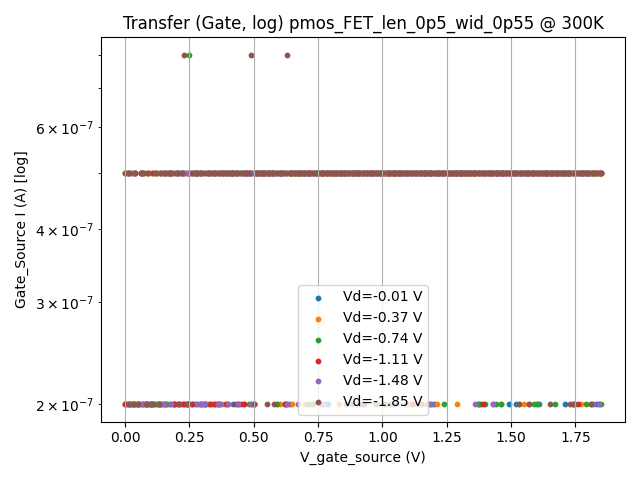 Transfer (Gate, log) pmos_FET_len_0p5_wid_0p55 @ 300K
Gate_Source I (A) [log]
6 × 10⁻⁷
4 × 10⁻⁷
3 × 10⁻⁷
2 × 10⁻⁷
Vd=-0.01 V
Vd=-0.37 V
Vd=-0.74 V
Vd=-1.11 V
Vd=-1.48 V
Vd=-1.85 V
0.00 0.25 0.50 0.75 1.00 1.25 1.50 1.75
V_gate_source (V)